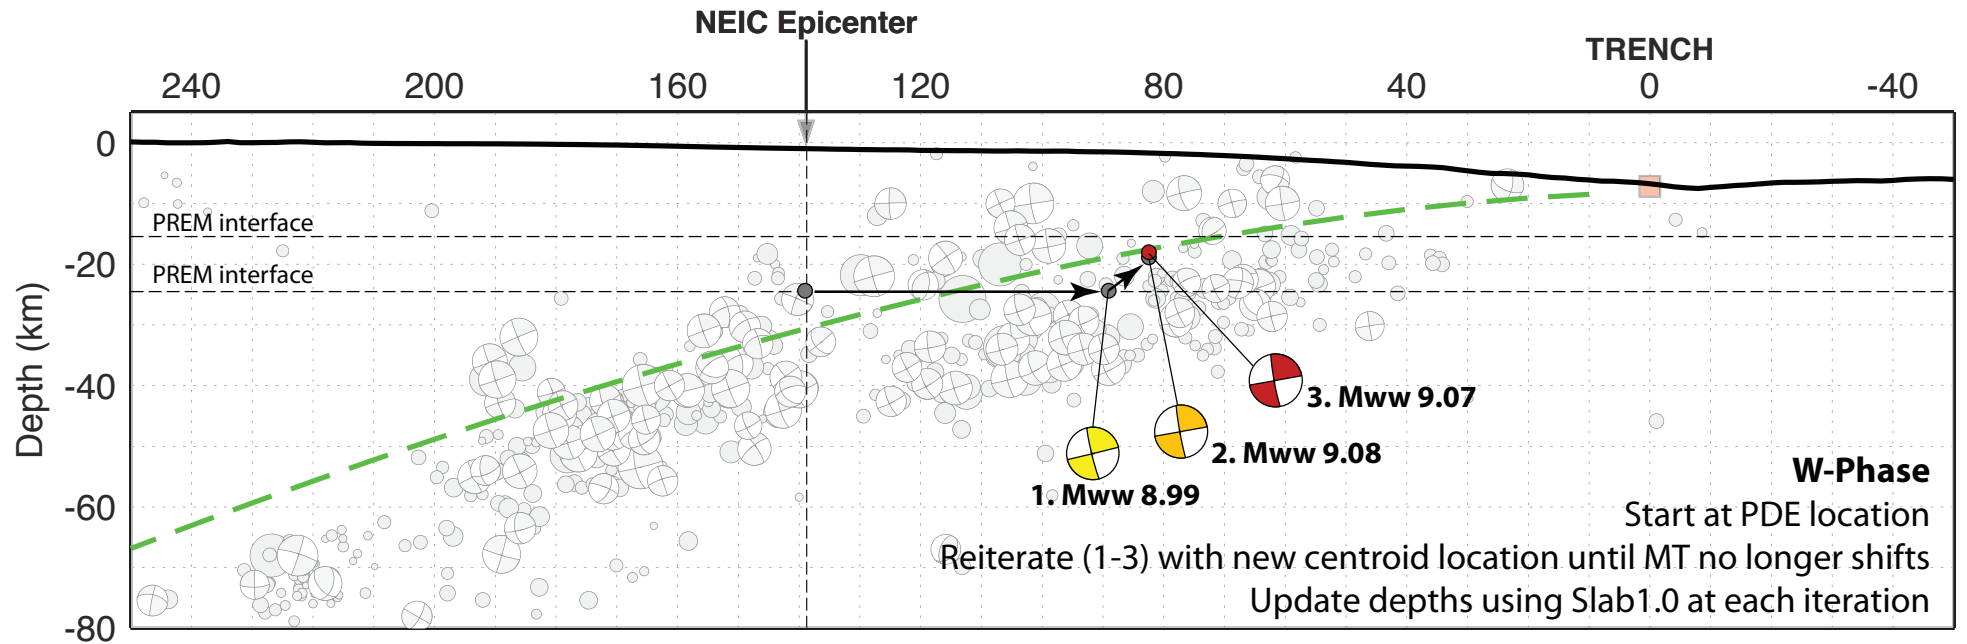 NEIC Epicenter
TRENCH
240 200 160 120 80 40 0 -40
0
PREM interface
-20
PREM interface
Depth (km)
-40
3. Mww 9.07
2. Mww 9.08
W-Phase
1. Mww 8.99
-60
Start at PDE location
Reiterate (1-3) with new centroid location until MT no longer shifts
Update depths using Slab1.0 at each iteration
-80